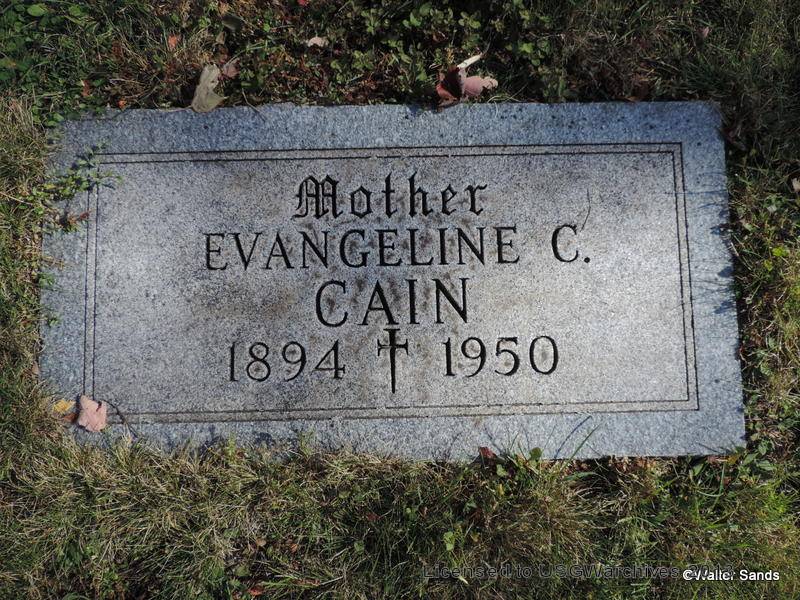 Mother
EVANGELINE C.
CAIN
1894 1950
Licensed to USGWarchives
©Walter Sands